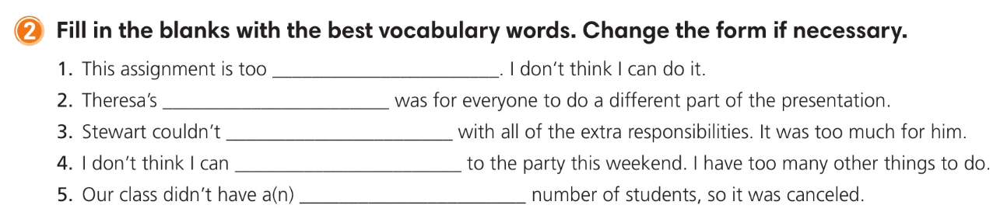 2 Fill in the blanks with the best vocabulary words. Change the form if necessary.
1. This assignment is too ______________________. I don't think I can do it.
2. Theresa's ______________________ was for everyone to do a different part of the presentation.
3. Stewart couldn't ______________________ with all of the extra responsibilities. It was too much for him.
4. I don't think I can ______________________ to the party this weekend. I have too many other things to do.
5. Our class didn't have a(n) ______________________ number of students, so it was canceled.